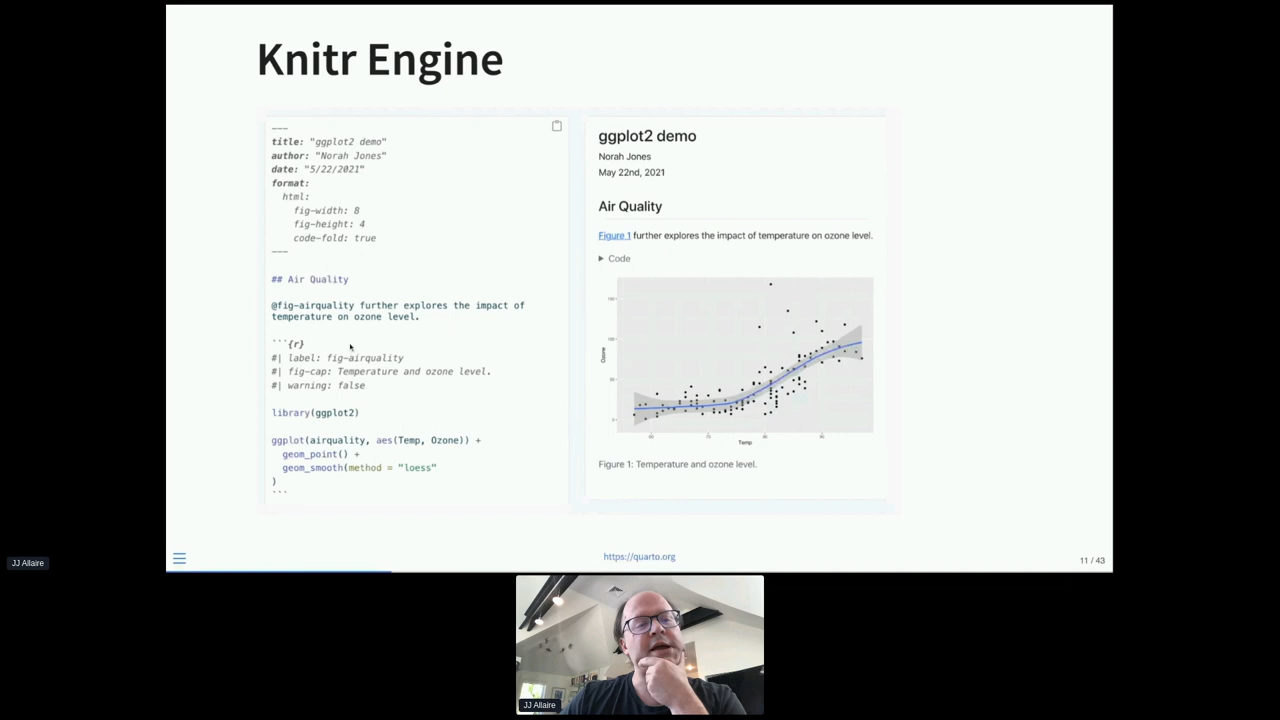 Knitr Engine
---
title: "ggplot2 demo"
author: "Norah Jones"
date: "5/22/2021"
format:
  html:
    fig-width: 8
    fig-height: 4
    code-fold: true
---
## Air Quality
@fig-airquality further explores the impact of
temperature on ozone level.
```{r}
#| label: fig-airquality
#| fig-cap: Temperature and ozone level.
#| warning: false
library(ggplot2)
ggplot(airquality, aes(Temp, Ozone)) +
  geom_point() +
  geom_smooth(method = "loess"
)
```
ggplot2 demo
Norah Jones
May 22nd, 2021
Air Quality
Figure 1 further explores the impact of temperature on ozone level.
Code
Ozone
Temp
Figure 1: Temperature and ozone level.
https://quarto.org
11 / 43
JJ Allaire
JJ Allaire